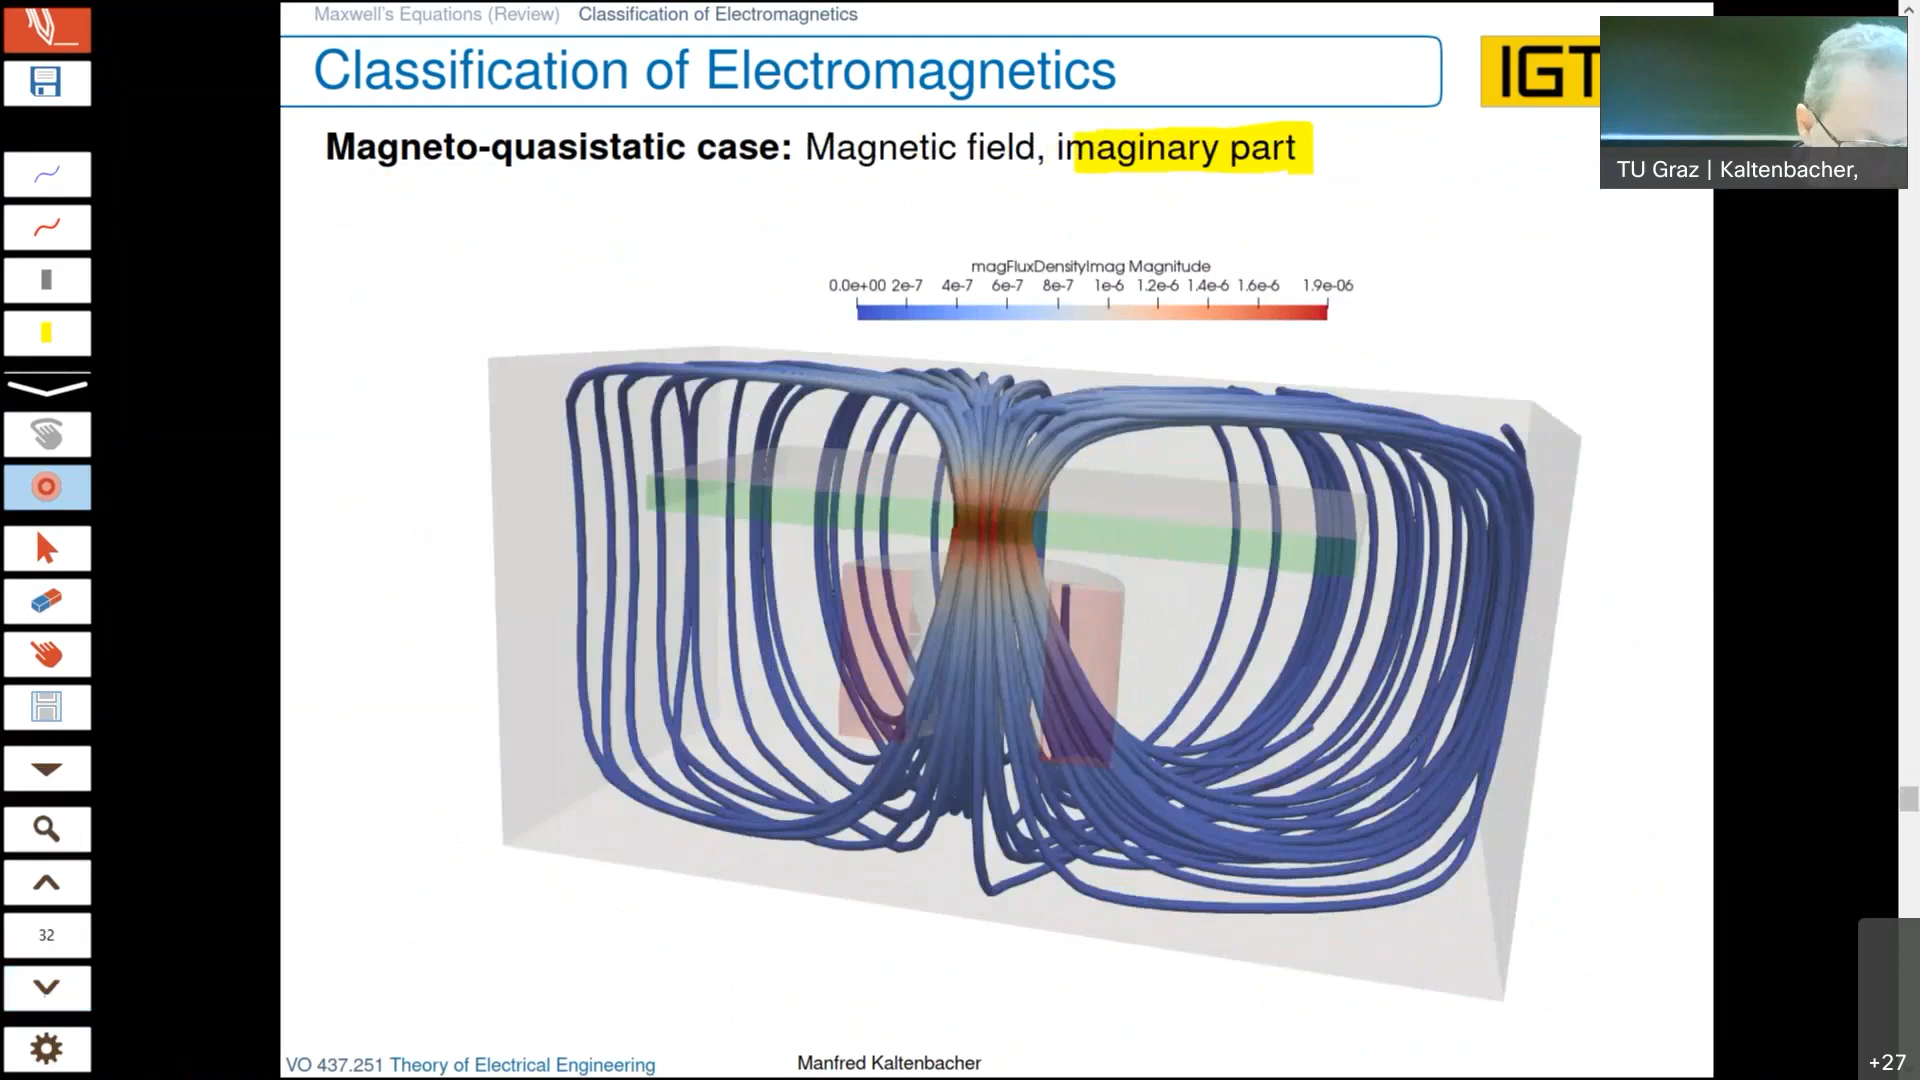 Maxwell's Equations (Review) Classification of Electromagnetics
Classification of Electromagnetics
IGT
TU Graz | Kaltenbacher,
Magneto-quasistatic case: Magnetic field, imaginary part
magFluxDensityImag Magnitude
0.0e+00 2e-7 4e-7 6e-7 8e-7 1e-6 1.2e-6 1.4e-6 1.6e-6 1.9e-06
32
VO 437.251 Theory of Electrical Engineering
Manfred Kaltenbacher
+27